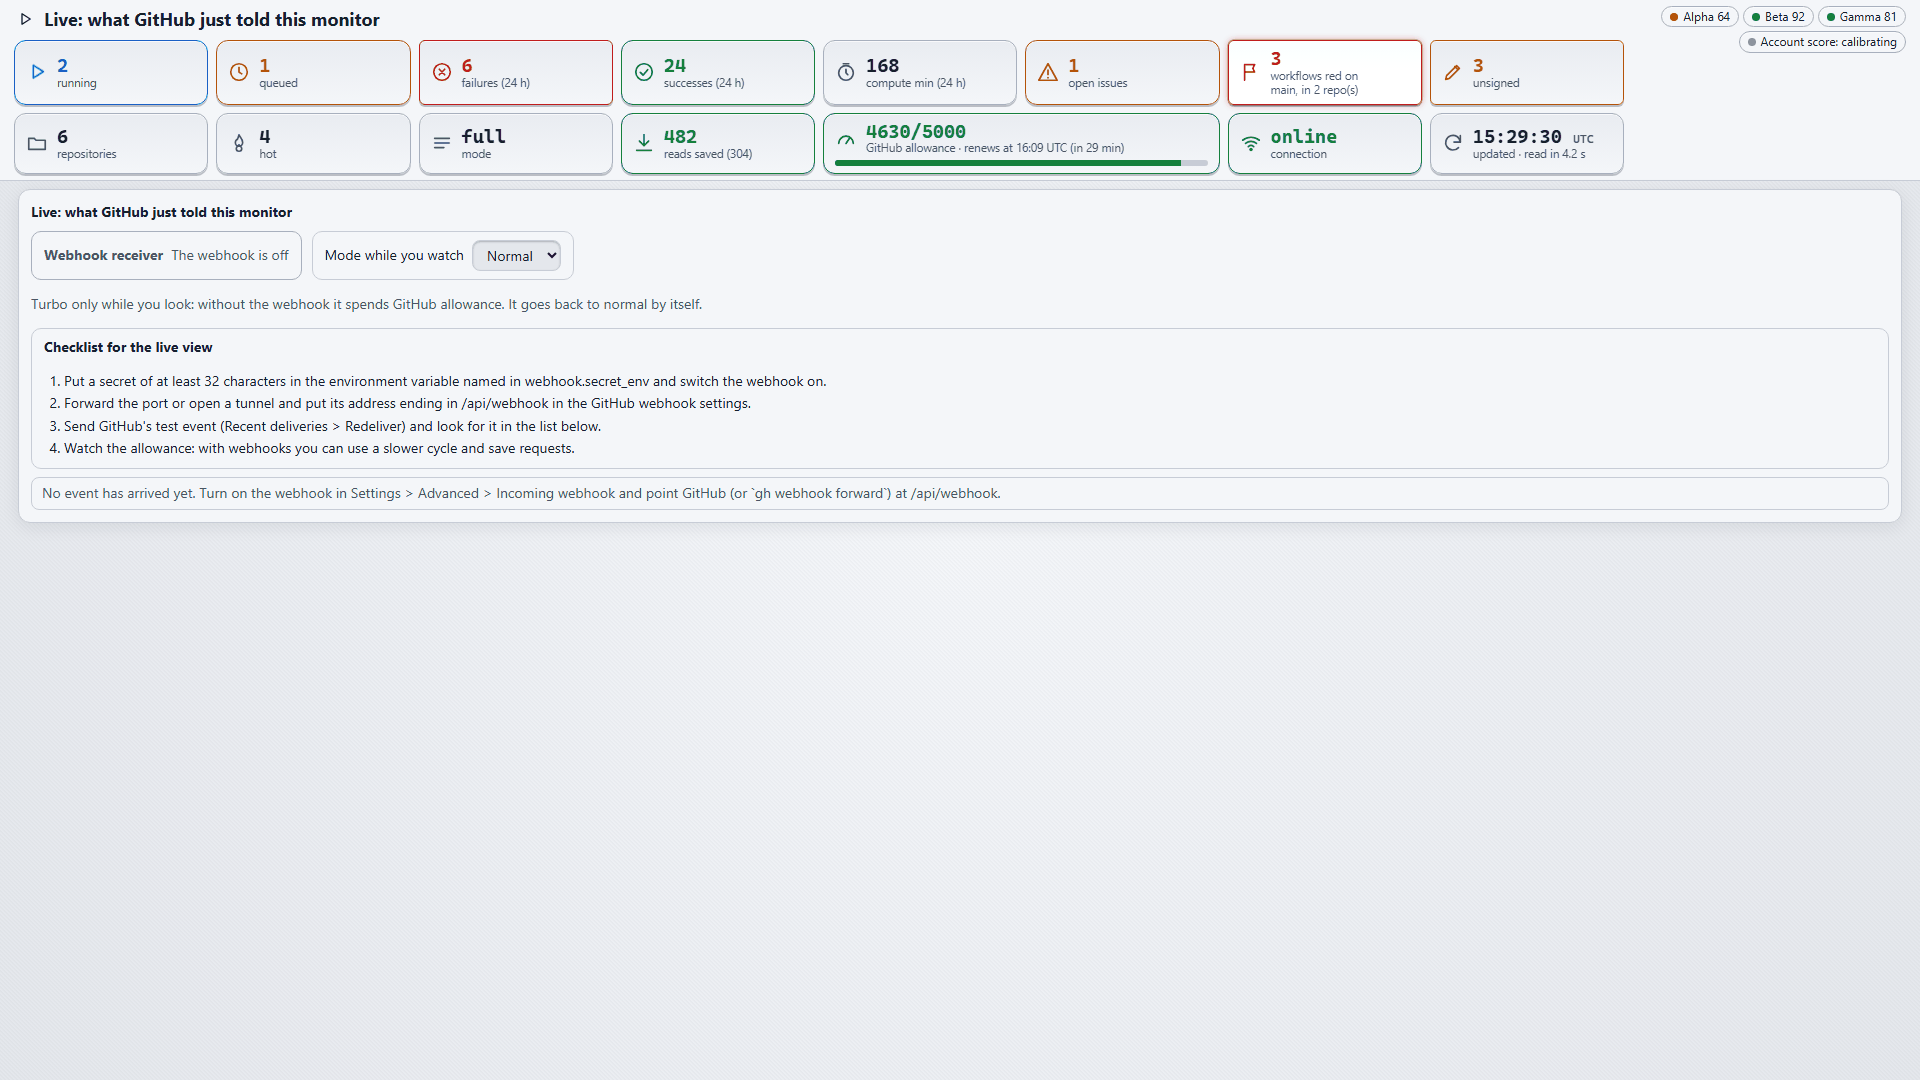 Live: what GitHub just told this monitor
Alpha 64
Beta 92
Gamma 81
Account score: calibrating
2
running
1
queued
6
failures (24 h)
24
successes (24 h)
168
compute min (24 h)
1
open issues
3
workflows red on
main, in 2 repo(s)
3
unsigned
6
repositories
4
hot
full
mode
482
reads saved (304)
4630/5000
GitHub allowance · renews at 16:09 UTC (in 29 min)
online
connection
15:29:30 UTC
updated · read in 4.2 s
Live: what GitHub just told this monitor
Webhook receiver The webhook is off
Mode while you watch Normal
Turbo only while you look: without the webhook it spends GitHub allowance. It goes back to normal by itself.
Checklist for the live view
1. Put a secret of at least 32 characters in the environment variable named in webhook.secret_env and switch the webhook on.
2. Forward the port or open a tunnel and put its address ending in /api/webhook in the GitHub webhook settings.
3. Send GitHub's test event (Recent deliveries > Redeliver) and look for it in the list below.
4. Watch the allowance: with webhooks you can use a slower cycle and save requests.
No event has arrived yet. Turn on the webhook in Settings > Advanced > Incoming webhook and point GitHub (or `gh webhook forward`) at /api/webhook.